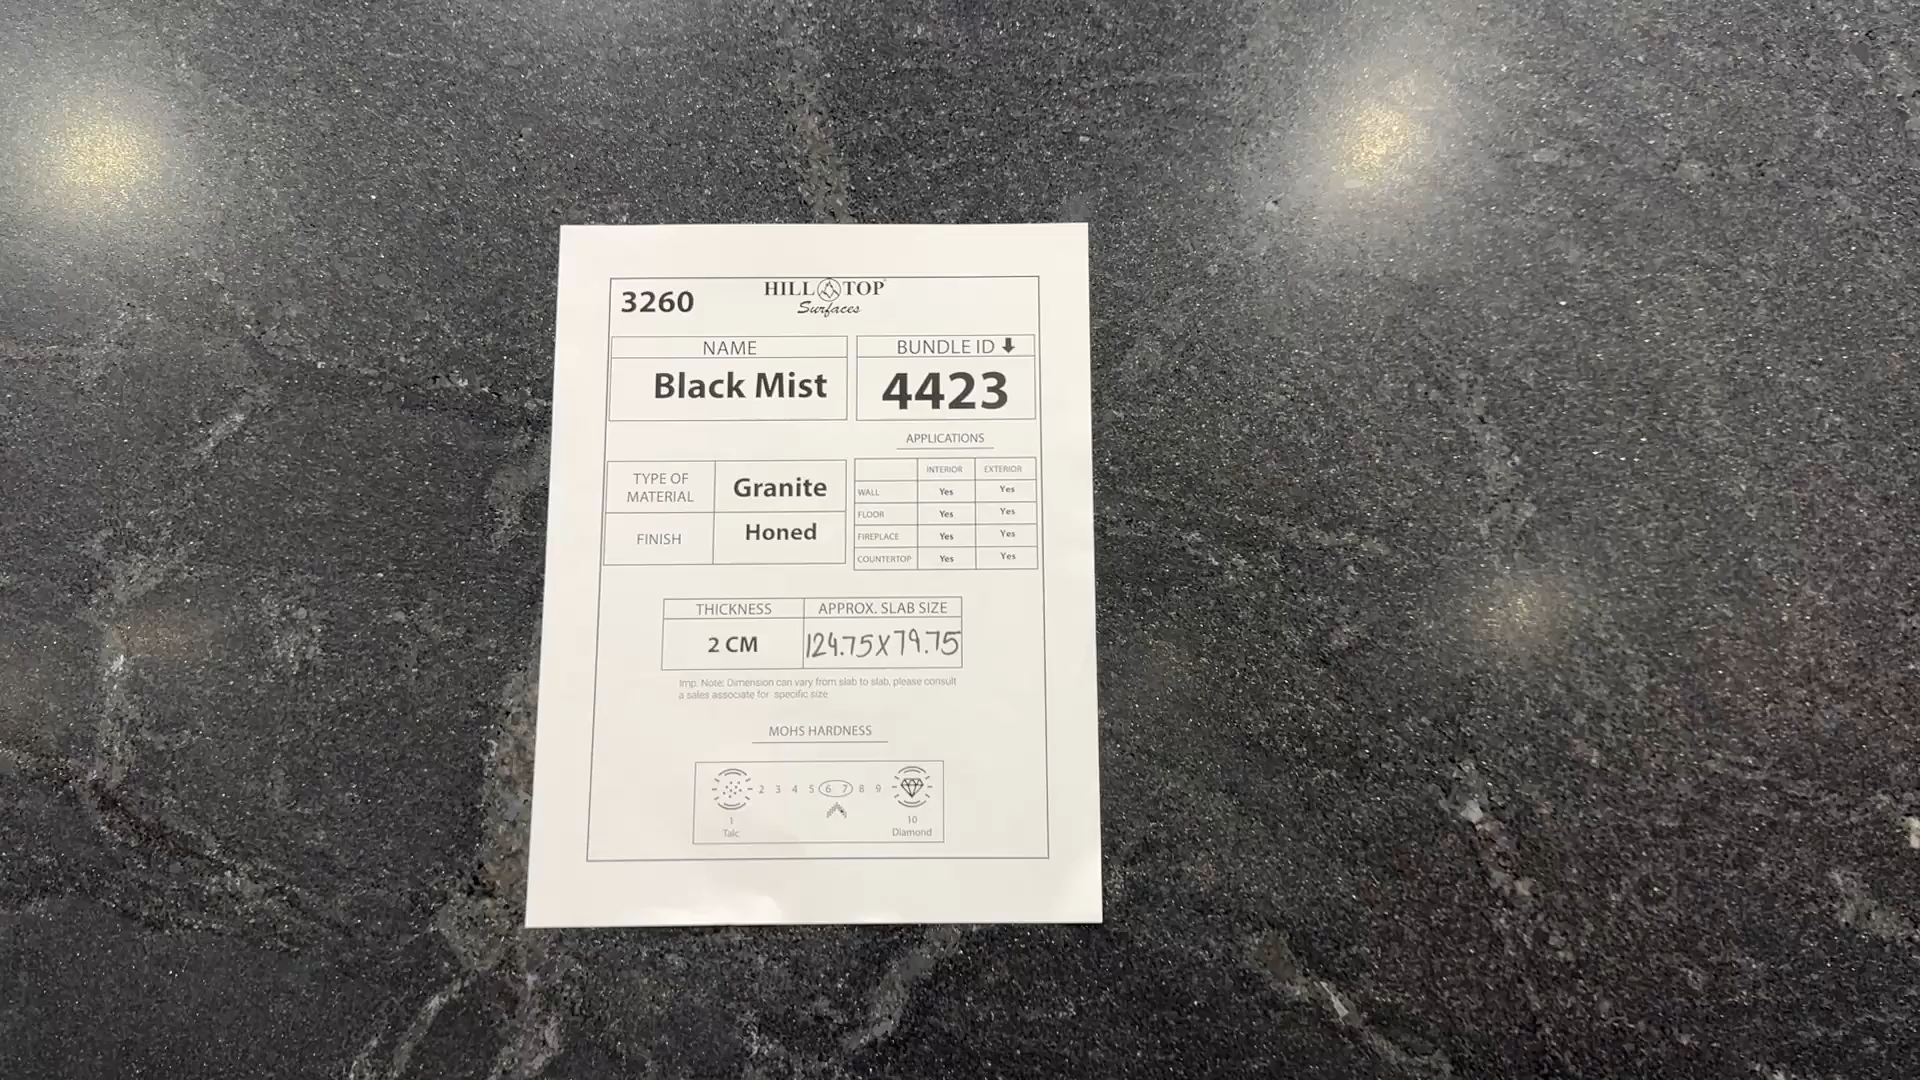 3260
HILL TOP
Surfaces
NAME
Black Mist
BUNDLE ID
4423
APPLICATIONS
TYPE OF MATERIAL Granite
FINISH Honed
INTERIOR EXTERIOR
WALL Yes Yes
FLOOR Yes Yes
FIREPLACE Yes Yes
COUNTERTOP Yes Yes
THICKNESS APPROX. SLAB SIZE
2 CM 124.75X79.75
Imp. Note: Dimension can vary from slab to slab, please consult
a sales associate for specific size
MOHS HARDNESS
2 3 4 5 6 7 8 9
1 10
Talc Diamond